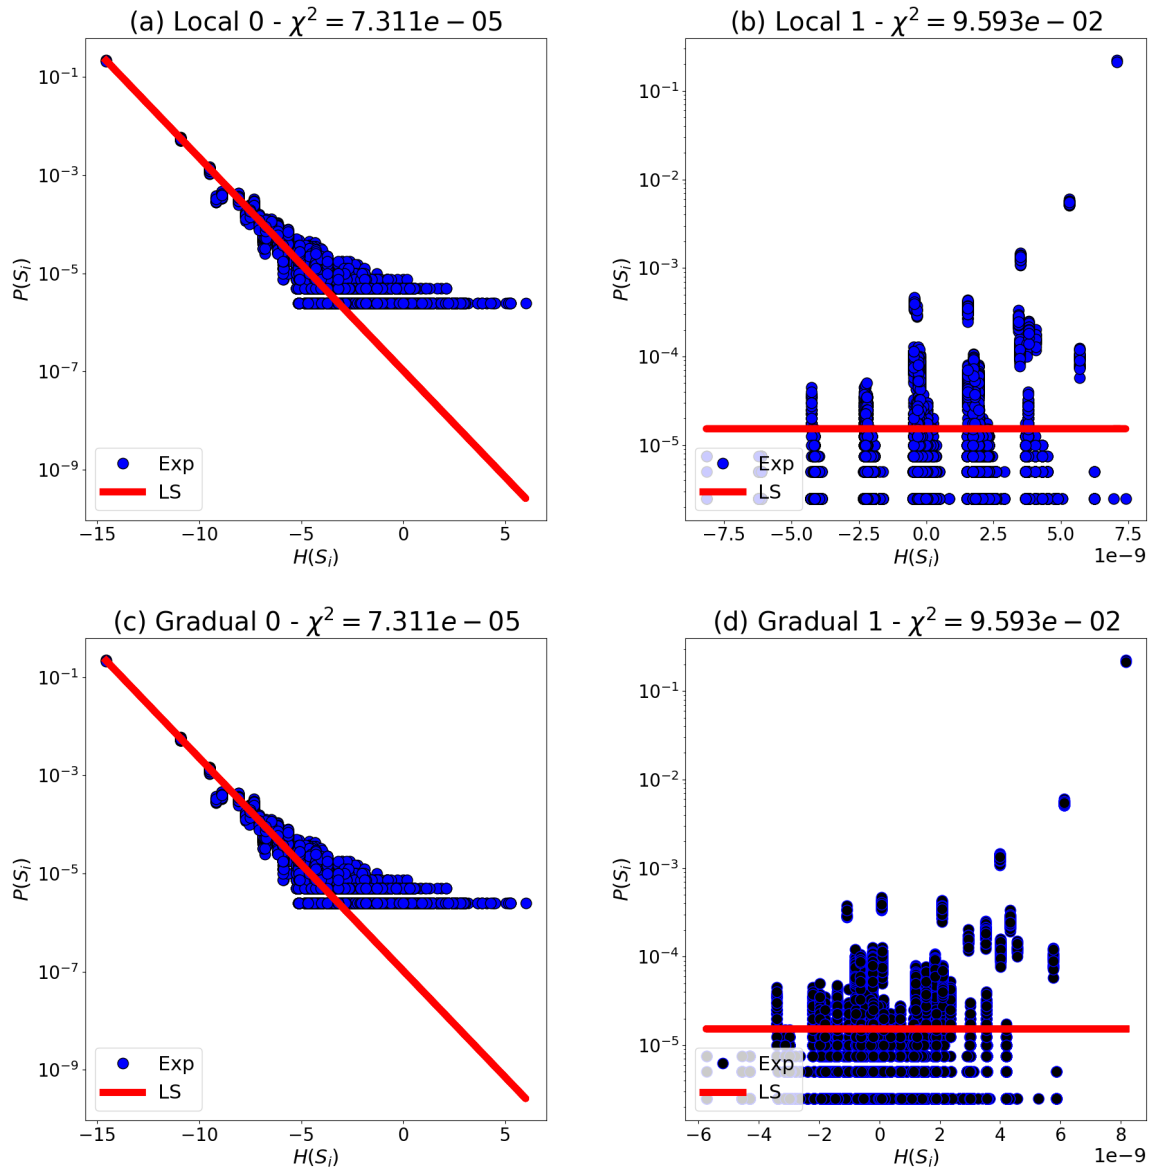 (a) Local 0 - χ² = 7.311e − 05
10⁻¹
10⁻³
10⁻⁵
10⁻⁷
10⁻⁹
P(Sᵢ)
Exp
LS
−15 −10 −5 0 5
H(Sᵢ)
(b) Local 1 - χ² = 9.593e − 02
10⁻¹
10⁻²
10⁻³
10⁻⁴
10⁻⁵
P(Sᵢ)
Exp
LS
−7.5 −5.0 −2.5 0.0 2.5 5.0 7.5
H(Sᵢ) 1e−9
(c) Gradual 0 - χ² = 7.311e − 05
10⁻¹
10⁻³
10⁻⁵
10⁻⁷
10⁻⁹
P(Sᵢ)
Exp
LS
−15 −10 −5 0 5
H(Sᵢ)
(d) Gradual 1 - χ² = 9.593e − 02
10⁻¹
10⁻²
10⁻³
10⁻⁴
10⁻⁵
P(Sᵢ)
Exp
LS
−6 −4 −2 0 2 4 6 8
H(Sᵢ) 1e−9